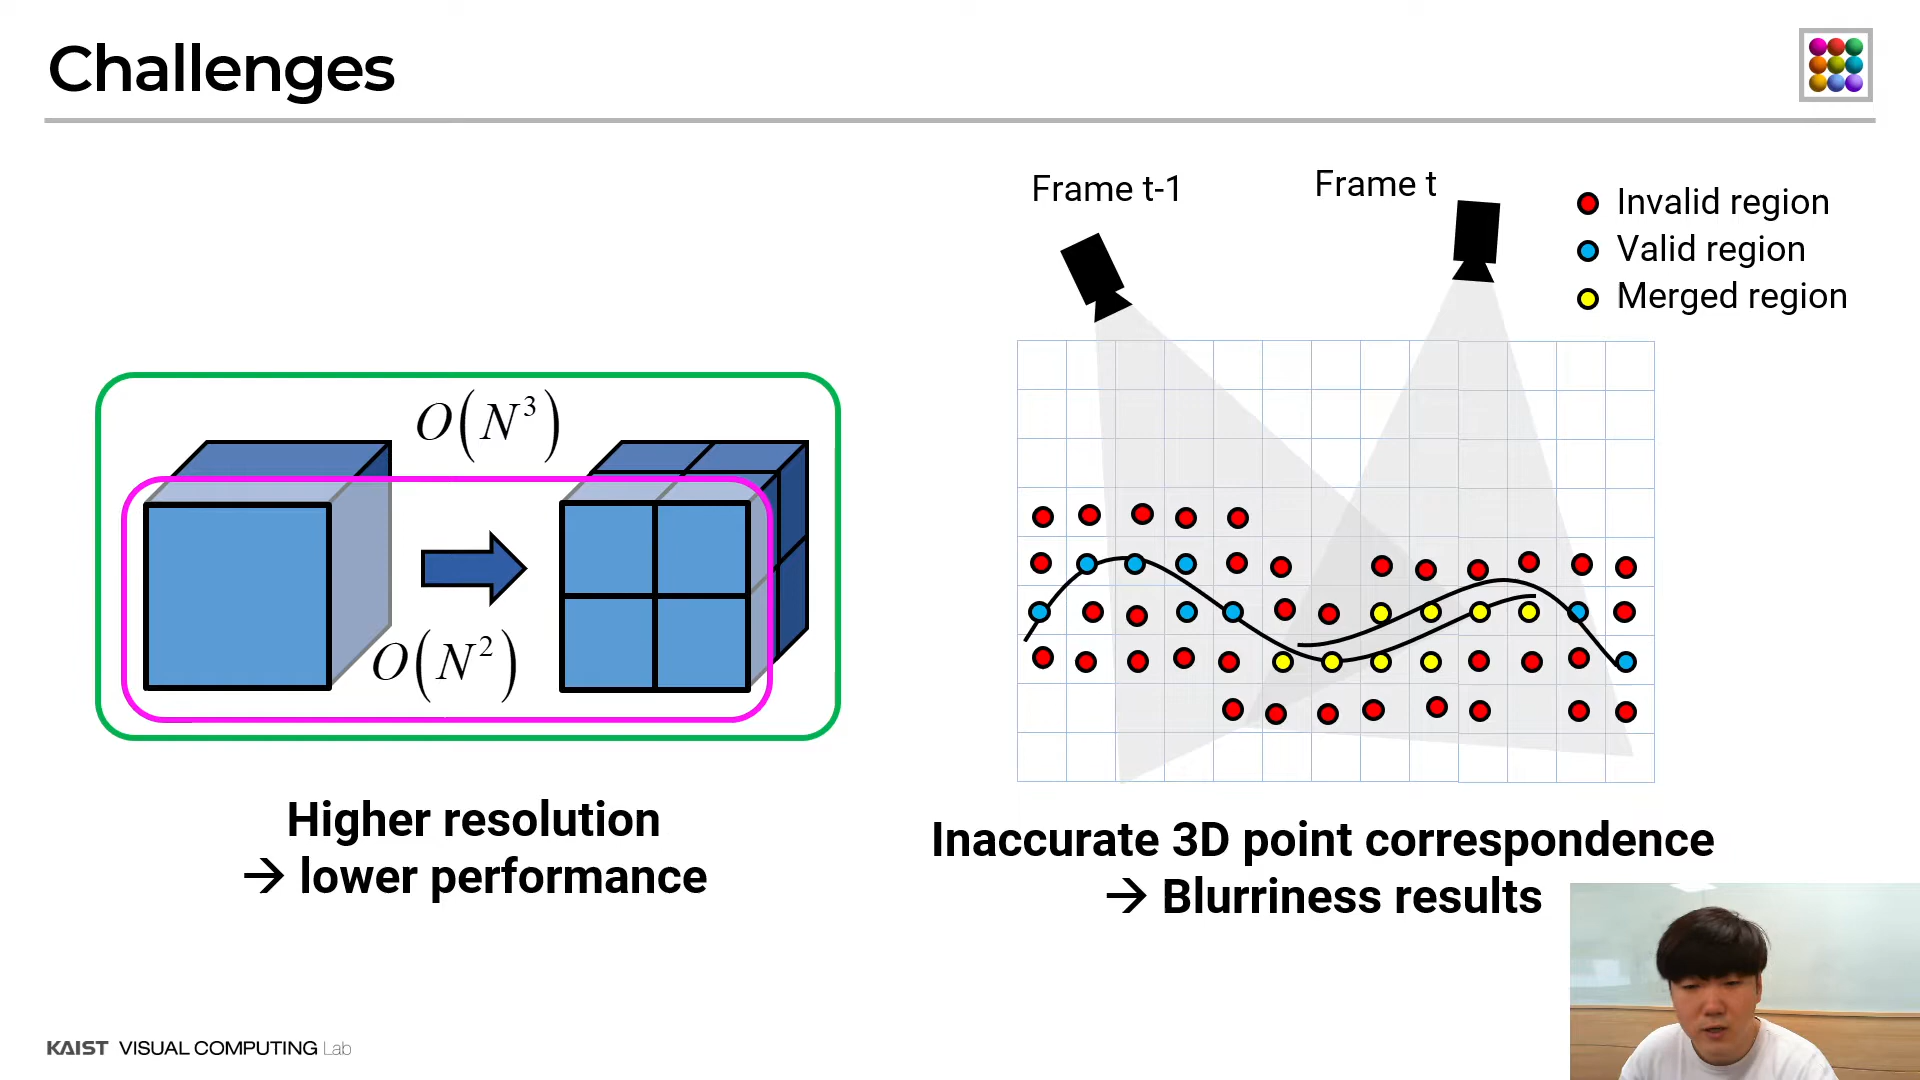 Challenges
Frame t-1
Frame t
Invalid region
Valid region
Merged region
O(N³)
O(N²)
Higher resolution
→ lower performance
Inaccurate 3D point correspondence
→ Blurriness results
KAIST VISUAL COMPUTING Lab